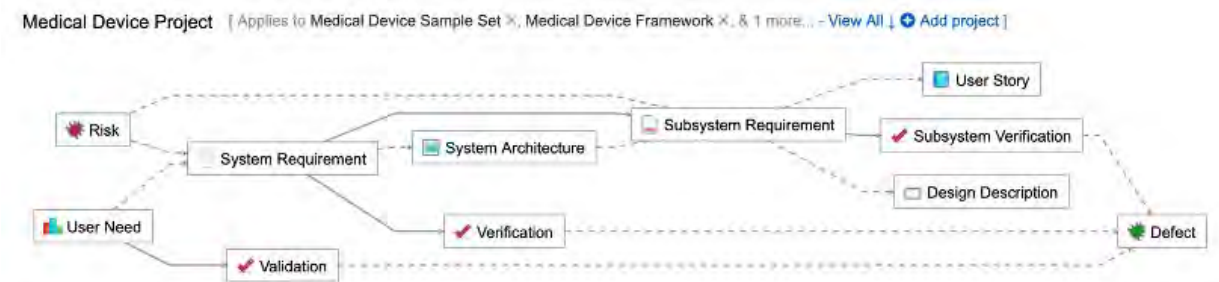 Medical Device Project [ Applies to Medical Device Sample Set ×, Medical Device Framework ×, & 1 more... - View All ↓ Add project ]
User Story
Risk
Subsystem Requirement
Subsystem Verification
System Architecture
System Requirement
Design Description
User Need
Verification
Defect
Validation